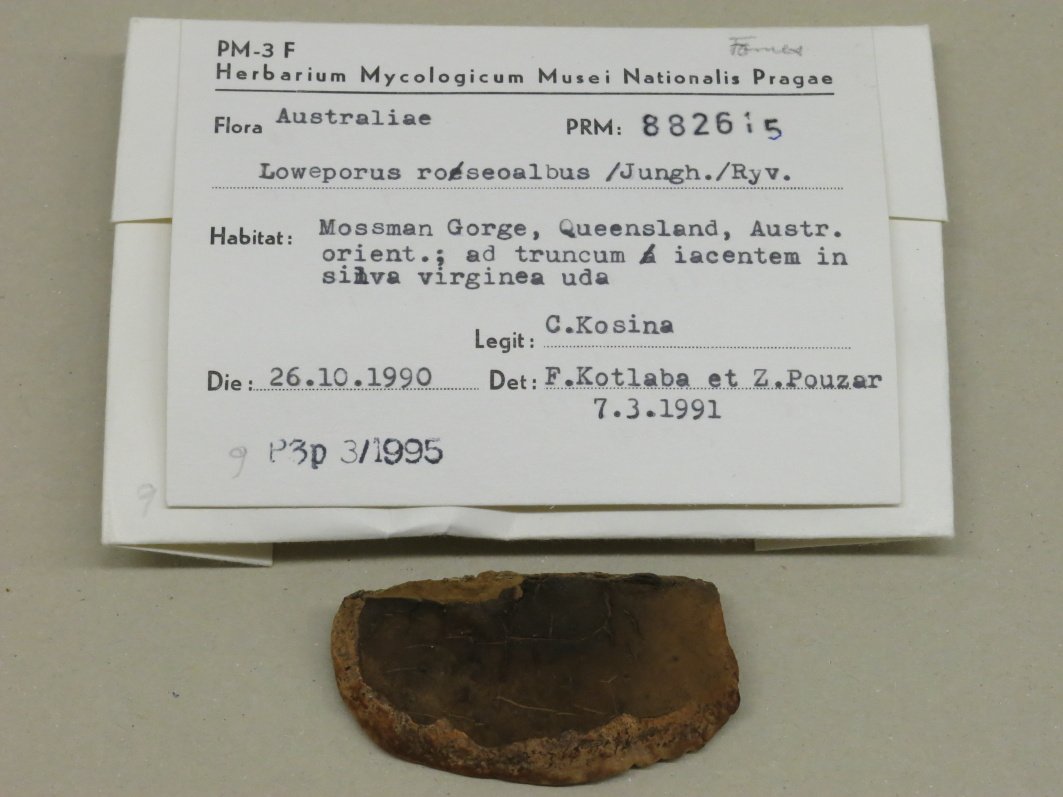 PM-3 F Fomes
Herbarium Mycologicum Musei Nationalis Pragae
Flora Australiae PRM: 882615
Loweporus roseoalbus /Jungh./Ryv.
Habitat: Mossman Gorge, Queensland, Austr.
orient.; ad truncum iacentem in
silva virginea uda
Legit: C.Kosina
Die: 26.10.1990 Det: F.Kotlaba et Z.Pouzar
7.3.1991
9 P3p 3/1995
9